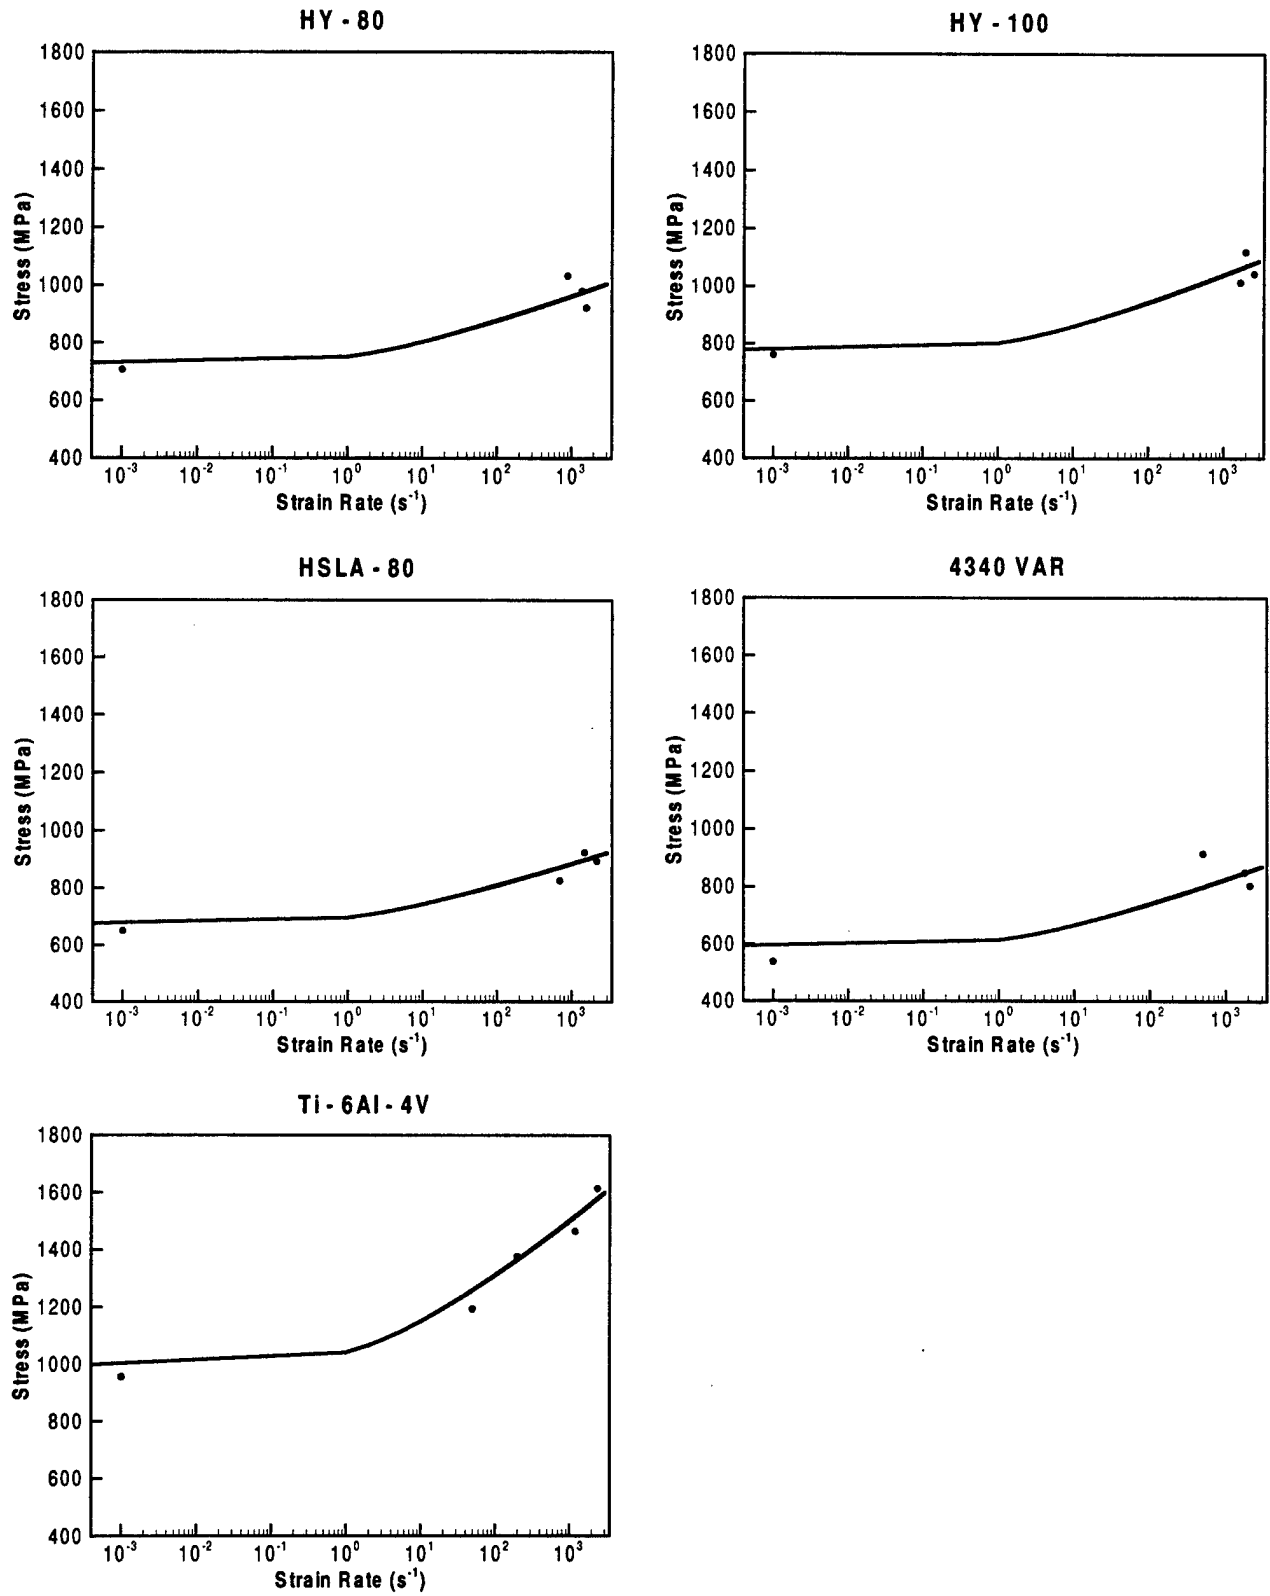 HY - 80
1800
1600
1400
1200
1000
800
600
400
Stress (MPa)
10⁻³ 10⁻² 10⁻¹ 10⁰ 10¹ 10² 10³
Strain Rate (s⁻¹)
HY - 100
1800
1600
1400
1200
1000
800
600
400
Stress (MPa)
10⁻³ 10⁻² 10⁻¹ 10⁰ 10¹ 10² 10³
Strain Rate (s⁻¹)
HSLA - 80
1800
1600
1400
1200
1000
800
600
400
Stress (MPa)
10⁻³ 10⁻² 10⁻¹ 10⁰ 10¹ 10² 10³
Strain Rate (s⁻¹)
4340 VAR
1800
1600
1400
1200
1000
800
600
400
Stress (MPa)
10⁻³ 10⁻² 10⁻¹ 10⁰ 10¹ 10² 10³
Strain Rate (s⁻¹)
Ti - 6Al - 4V
1800
1600
1400
1200
1000
800
600
400
Stress (MPa)
10⁻³ 10⁻² 10⁻¹ 10⁰ 10¹ 10² 10³
Strain Rate (s⁻¹)